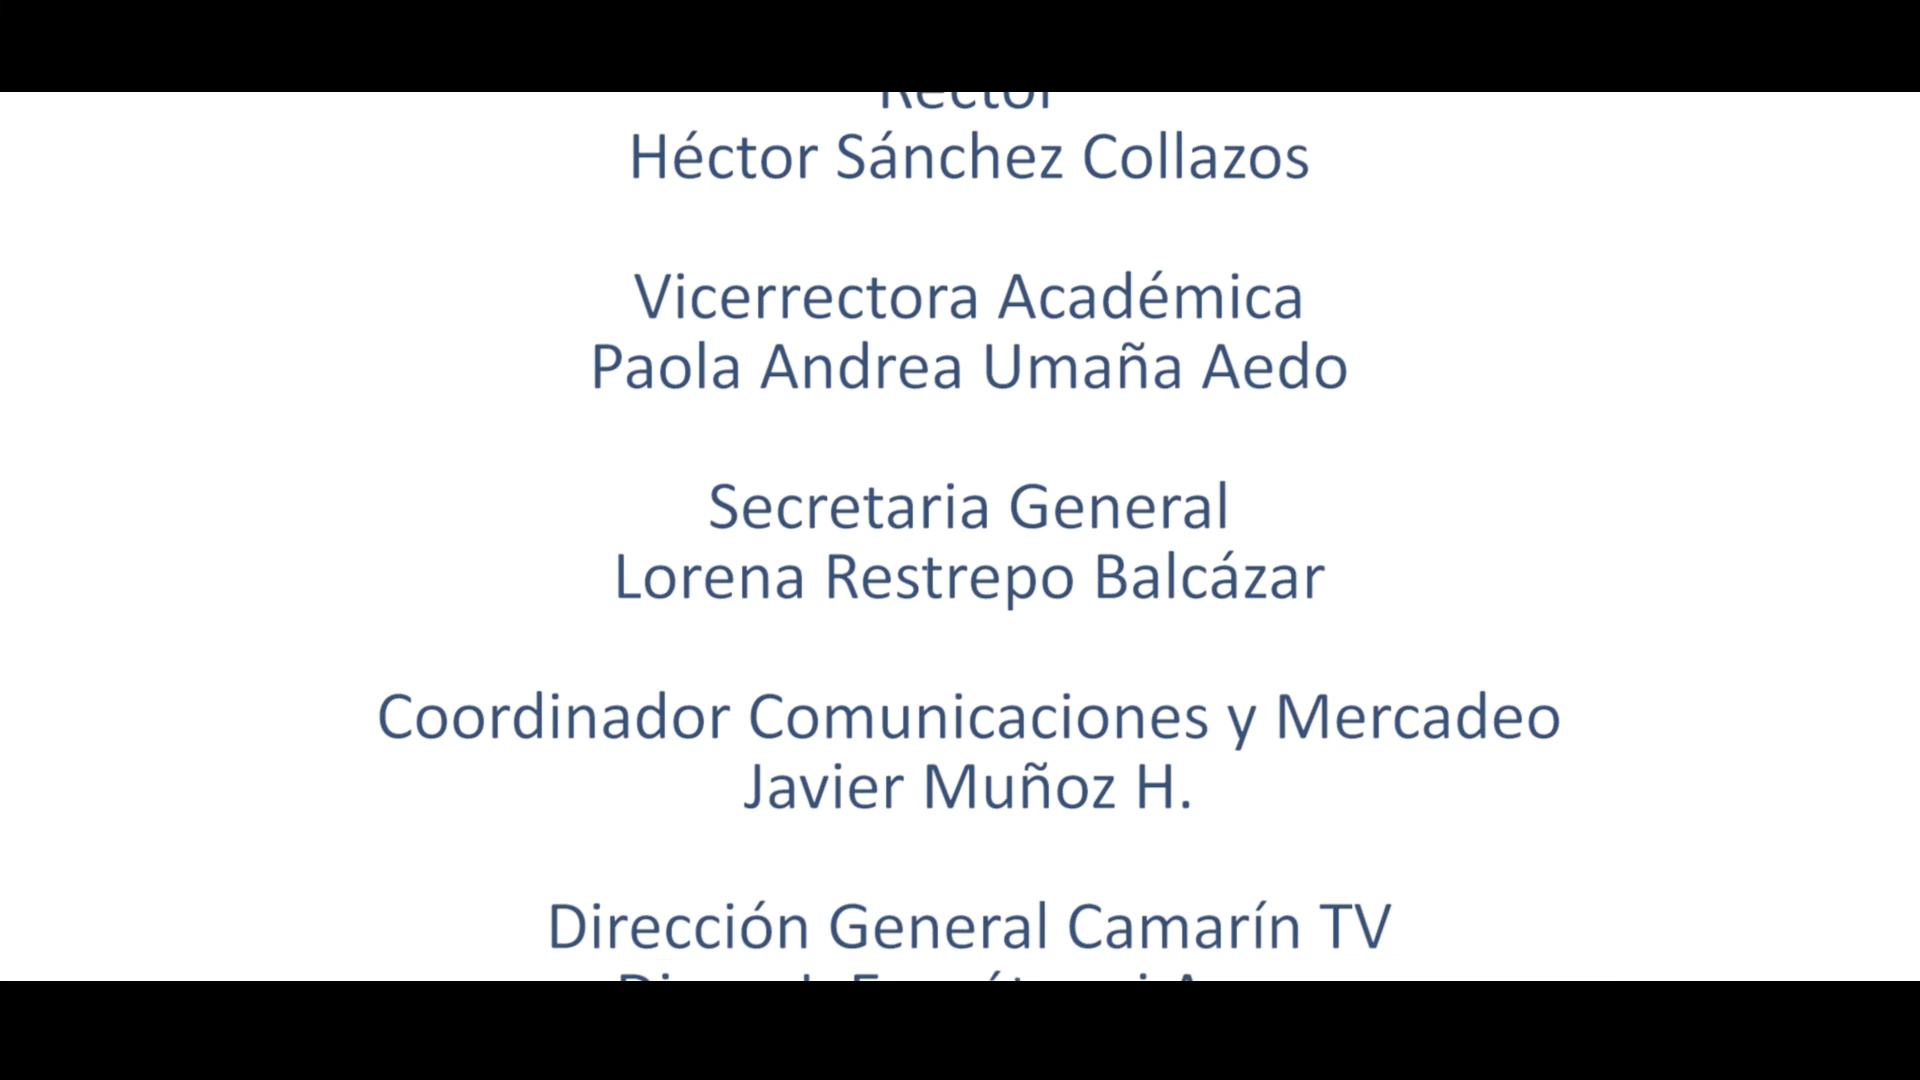 Rector
Héctor Sánchez Collazos
Vicerrectora Académica
Paola Andrea Umaña Aedo
Secretaria General
Lorena Restrepo Balcázar
Coordinador Comunicaciones y Mercadeo
Javier Muñoz H.
Dirección General Camarín TV